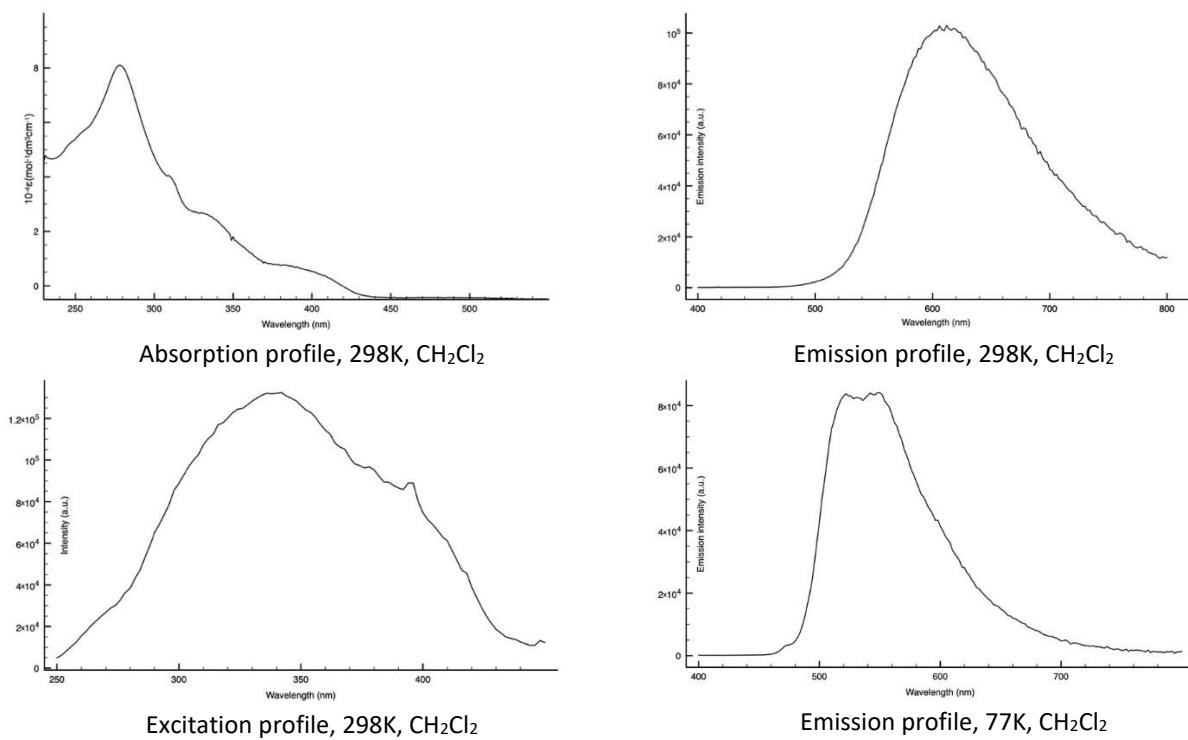 8
2
0
10⁻⁴ε(mol⁻¹dm³cm⁻¹)
250 300 350 400 450 500
Wavelength (nm)
Absorption profile, 298K, CH₂Cl₂
10⁵
8×10⁴
6×10⁴
4×10⁴
2×10⁴
0
Emission intensity (a.u.)
400 500 600 700 800
Wavelength (nm)
Emission profile, 298K, CH₂Cl₂
1.2×10⁵
10⁵
8×10⁴
6×10⁴
4×10⁴
2×10⁴
0
Intensity (a.u.)
250 300 350 400
Wavelength (nm)
Excitation profile, 298K, CH₂Cl₂
8×10⁴
6×10⁴
4×10⁴
2×10⁴
0
Emission intensity (a.u.)
400 500 600 700
Wavelength (nm)
Emission profile, 77K, CH₂Cl₂